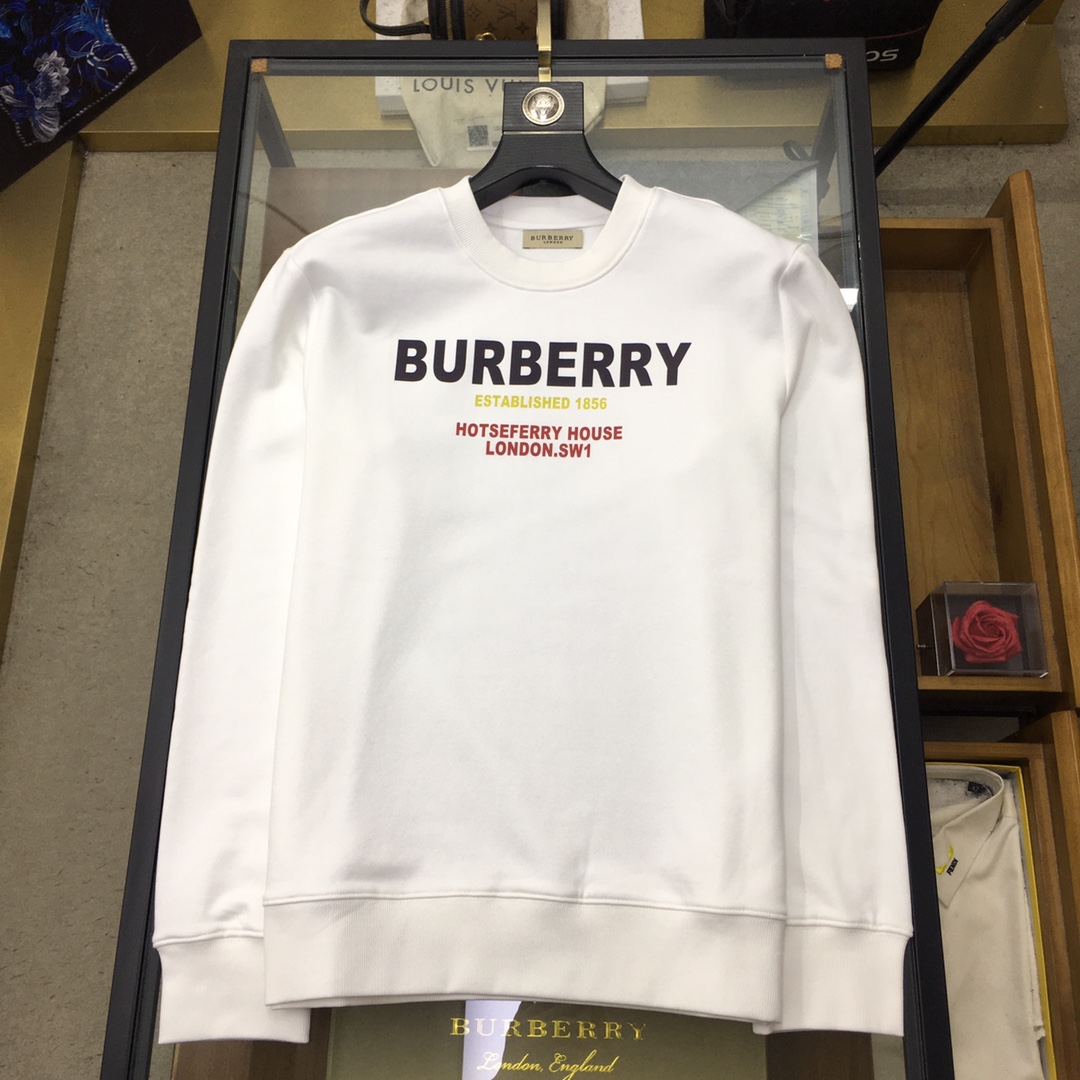 LOUIS VU
BURBERRY
LONDON
BURBERRY
ESTABLISHED 1856
HOTSEFERRY HOUSE
LONDON.SW1
BURBERRY
London, England